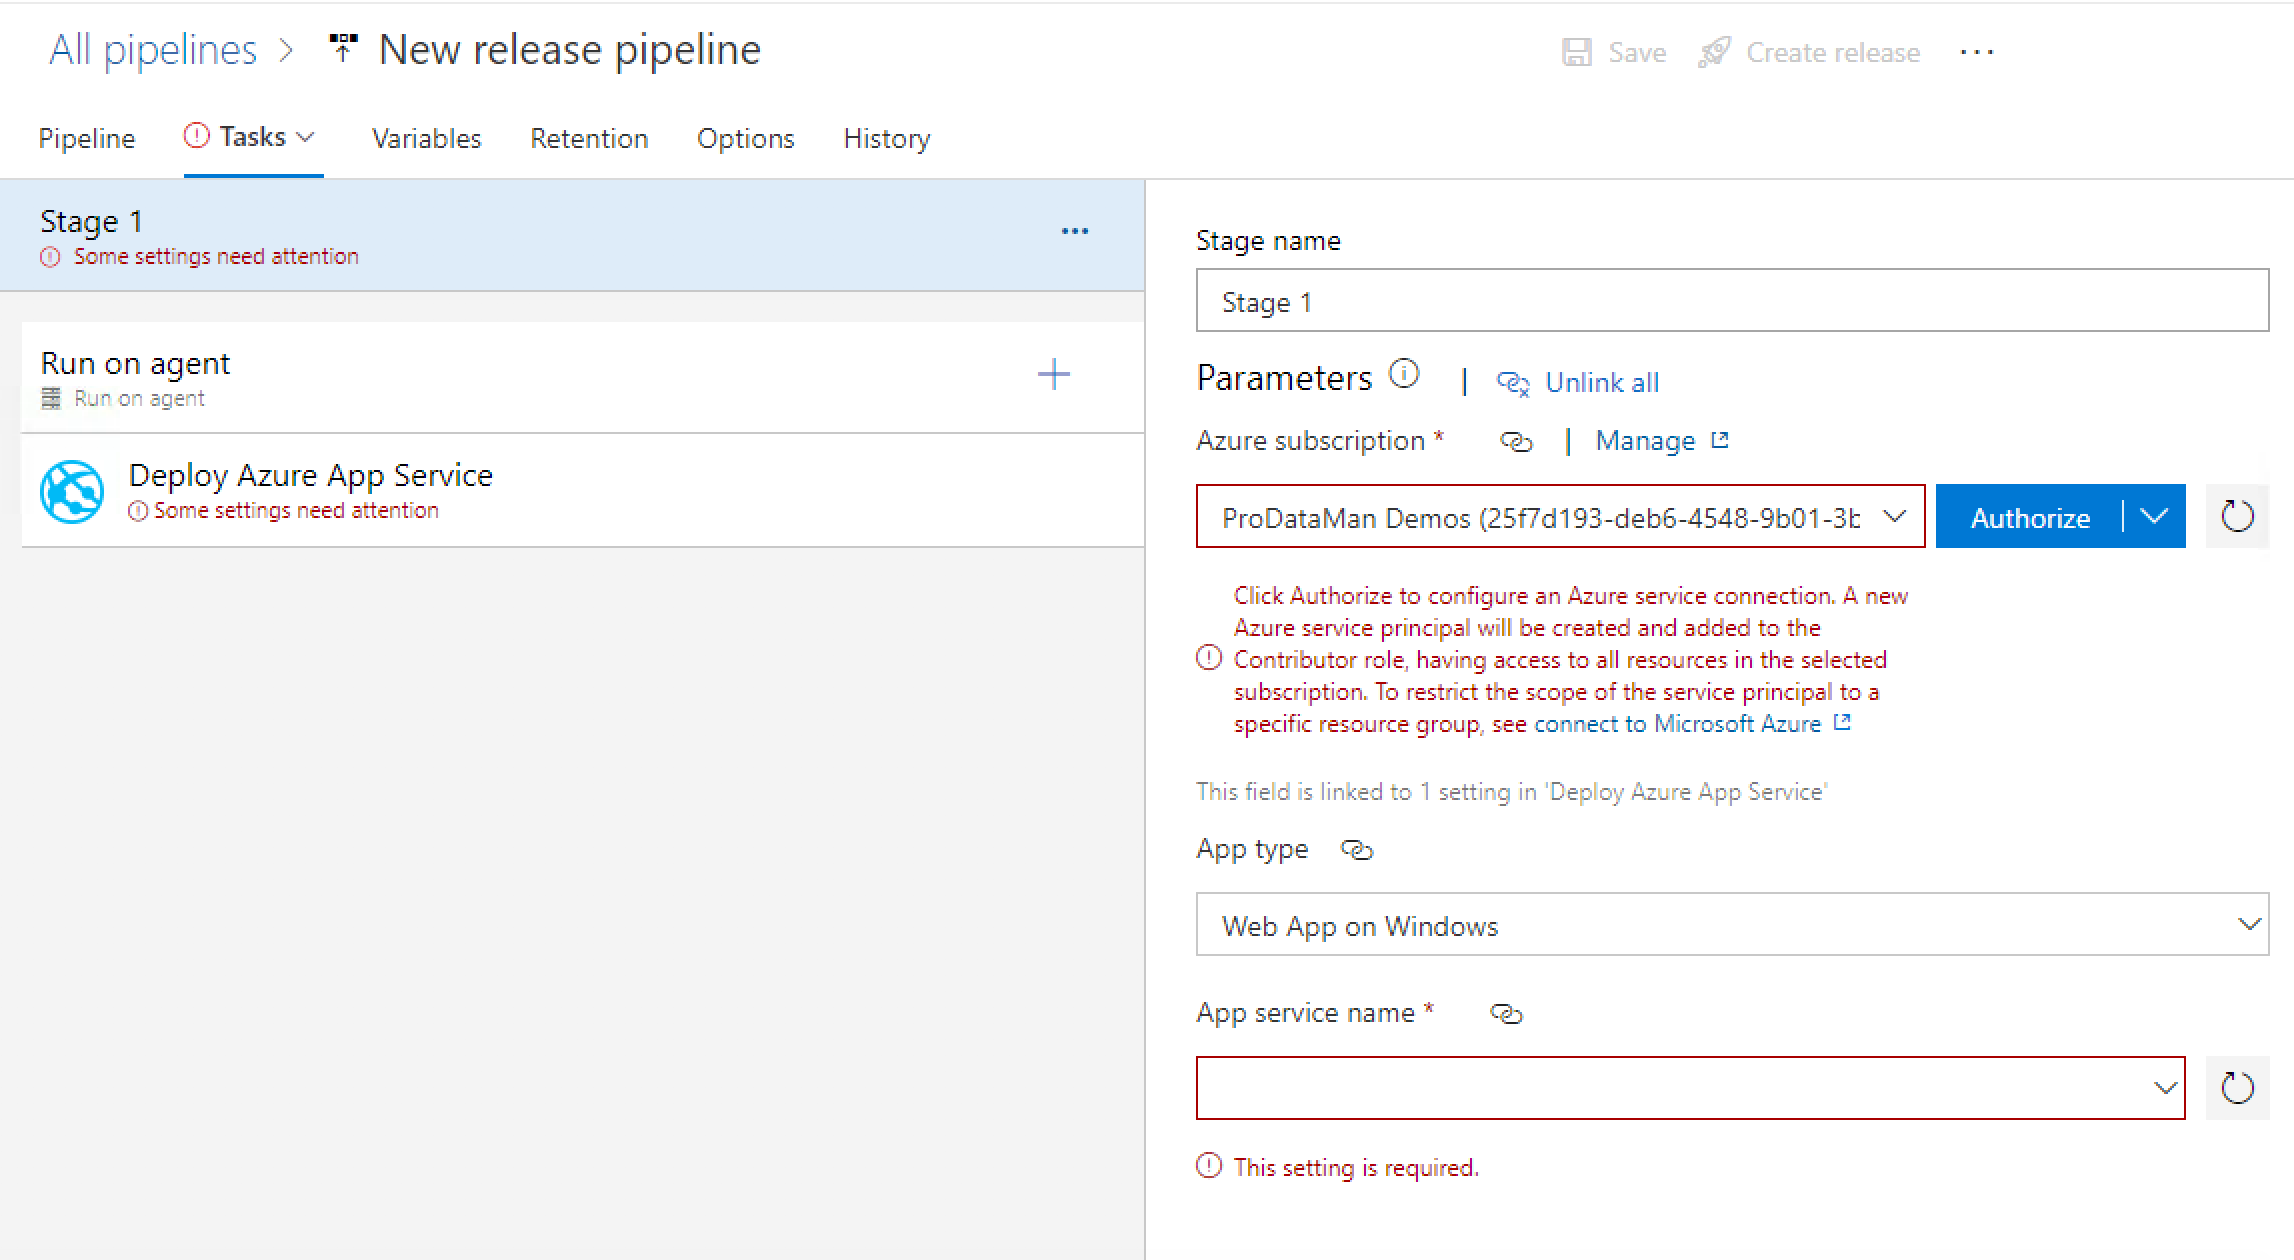 All pipelines > New release pipeline
Save
Create release
...
Pipeline
Tasks
Variables
Retention
Options
History
Stage 1
Some settings need attention
...
Run on agent
Run on agent
Deploy Azure App Service
Some settings need attention
Stage name
Stage 1
Parameters | Unlink all
Azure subscription * | Manage
ProDataMan Demos (25f7d193-deb6-4548-9b01-3b
Authorize
Click Authorize to configure an Azure service connection. A new
Azure service principal will be created and added to the
Contributor role, having access to all resources in the selected
subscription. To restrict the scope of the service principal to a
specific resource group, see connect to Microsoft Azure
This field is linked to 1 setting in 'Deploy Azure App Service'
App type
Web App on Windows
App service name *
This setting is required.